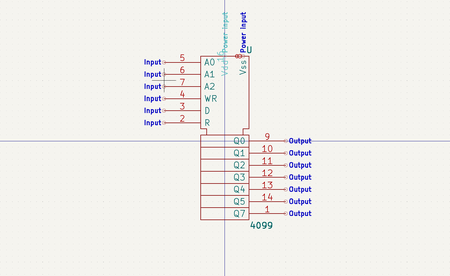 Power Input
Power Input
U
Vdd
Vss
Input 5 A0
Input 6 A1
Input 7 A2
Input 4 WR
Input 3 D
Input 2 R
Q0 9 Output
Q1 10 Output
Q2 11 Output
Q3 12 Output
Q4 13 Output
Q5 14 Output
Q7 1 Output
4099